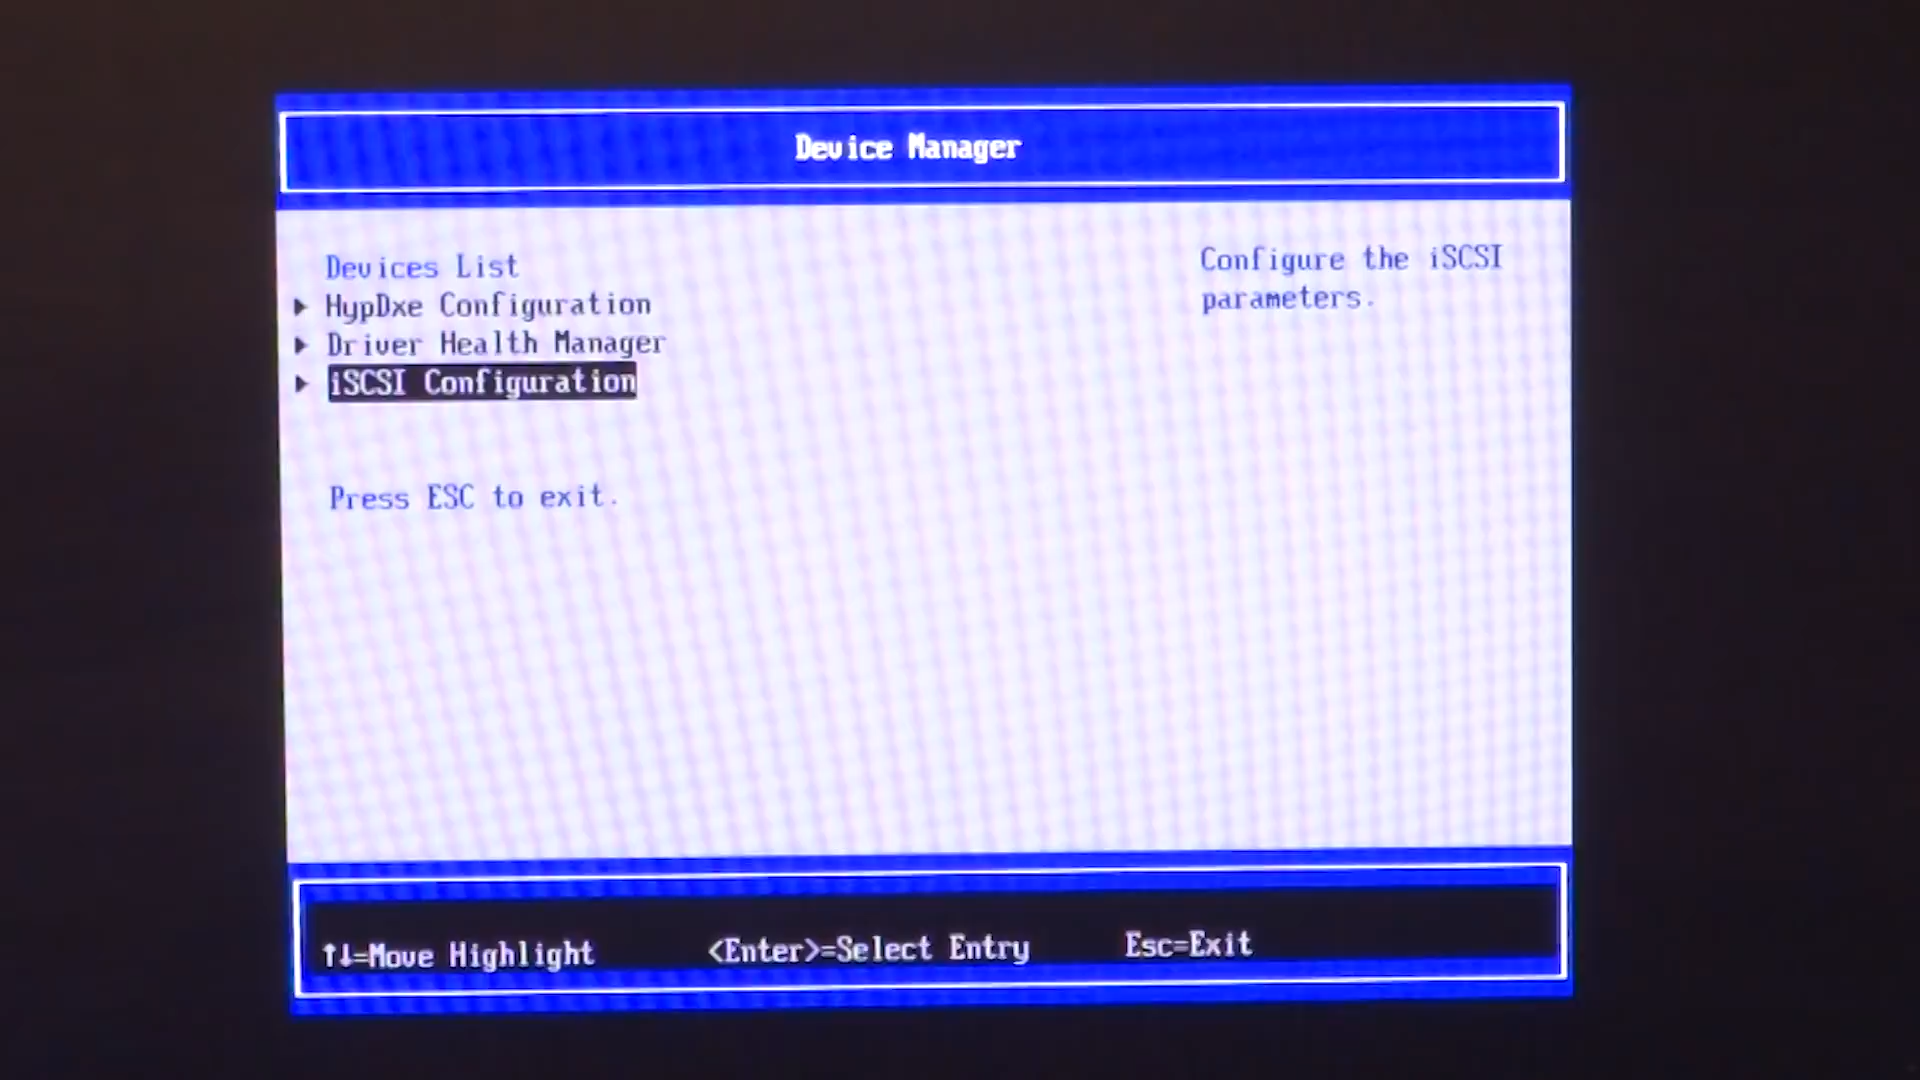 Device Manager
Devices List
HypDxe Configuration
Driver Health Manager
iSCSI Configuration
Press ESC to exit.
Configure the iSCSI
parameters.
↑↓=Move Highlight
<Enter>=Select Entry
Esc=Exit